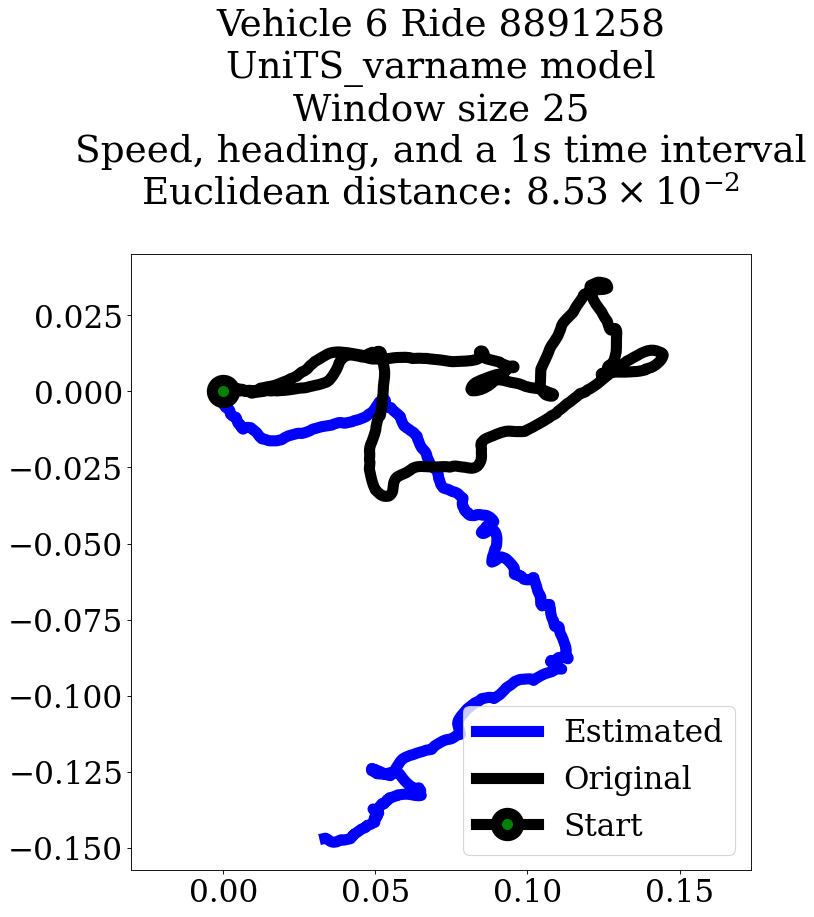 Vehicle 6 Ride 8891258
UniTS_varname model
Window size 25
Speed, heading, and a 1s time interval
Euclidean distance: 8.53 × 10⁻²
0.025
0.000
−0.025
−0.050
−0.075
−0.100
−0.125
−0.150
Estimated
Original
Start
0.00 0.05 0.10 0.15